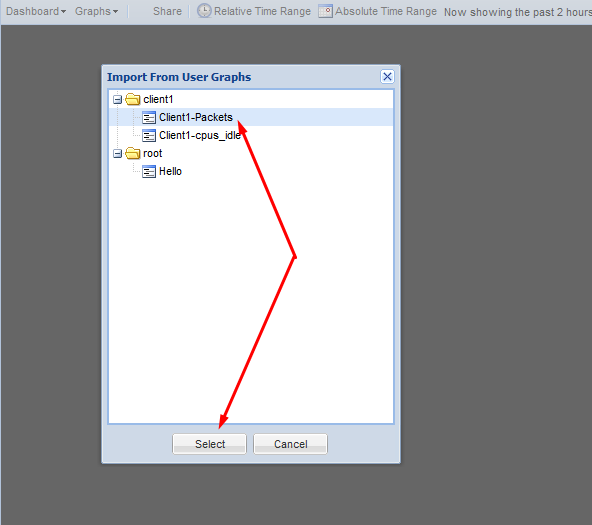 Dashboard Graphs Share Relative Time Range Absolute Time Range Now showing the past 2 hours
Import From User Graphs
client1
Client1-Packets
Client1-cpus_idle
root
Hello
Select Cancel